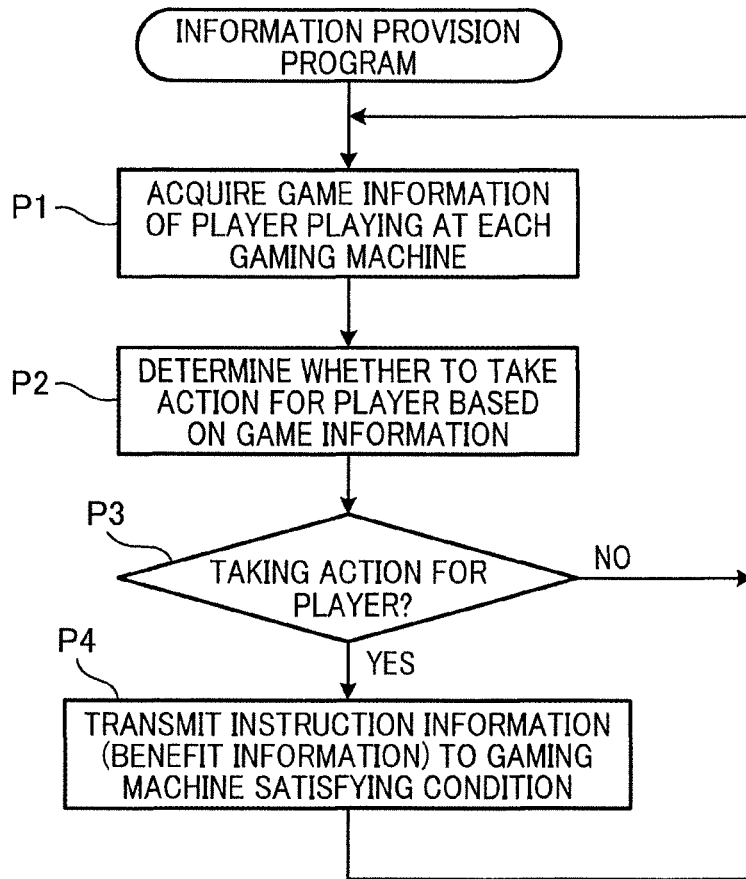 INFORMATION PROVISION
PROGRAM
P1
ACQUIRE GAME INFORMATION
OF PLAYER PLAYING AT EACH
GAMING MACHINE
P2
DETERMINE WHETHER TO TAKE
ACTION FOR PLAYER BASED
ON GAME INFORMATION
P3
TAKING ACTION FOR
PLAYER?
NO
YES
P4
TRANSMIT INSTRUCTION INFORMATION
(BENEFIT INFORMATION) TO GAMING
MACHINE SATISFYING CONDITION